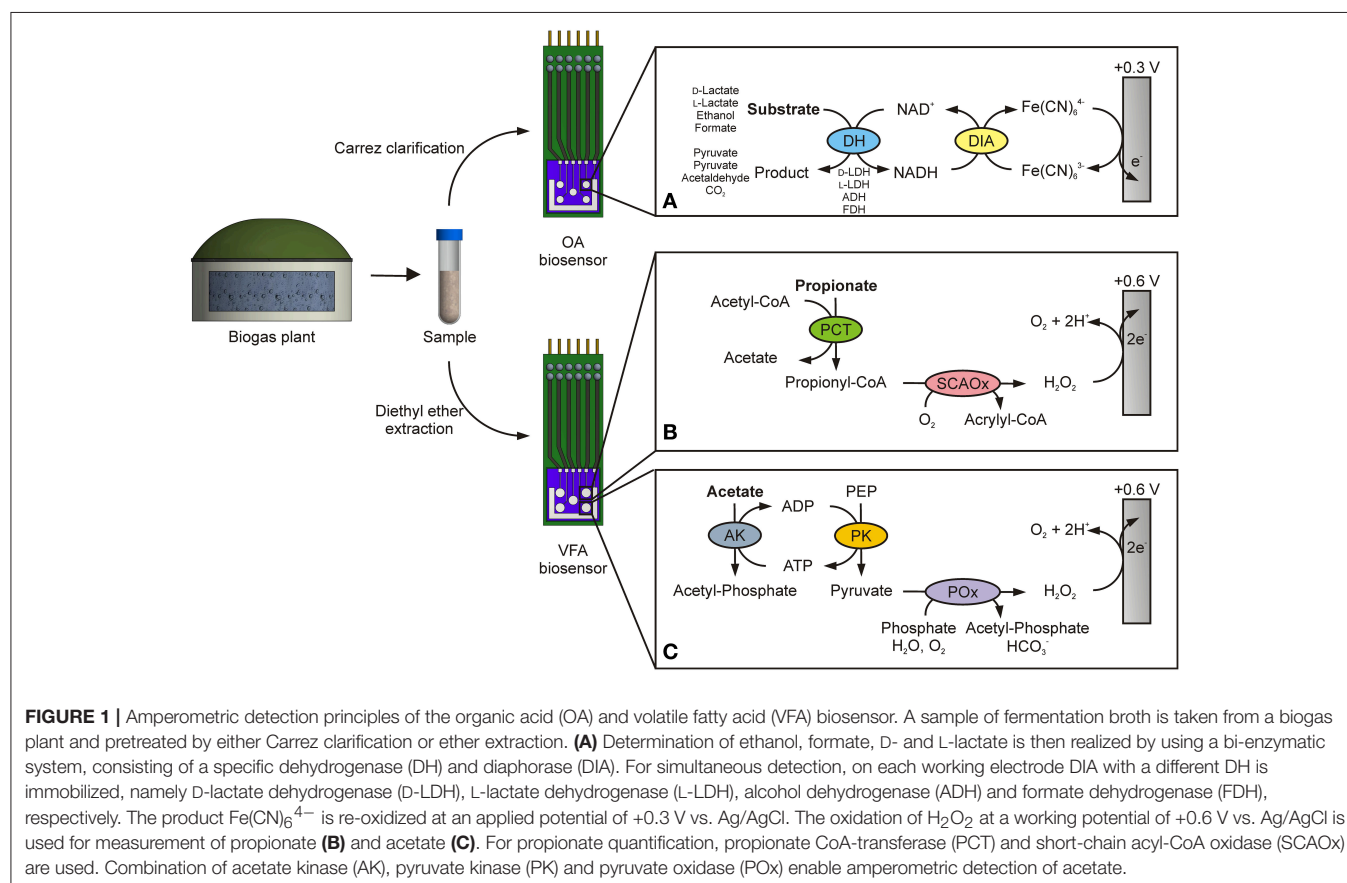 Carrez clarification
OA
biosensor
Biogas plant
Sample
Diethyl ether
extraction
VFA
biosensor
+0.3 V
D-Lactate
L-Lactate
Ethanol
Formate
Substrate
NAD⁺
Fe(CN)₆⁴⁻
DH
DIA
Pyruvate
Pyruvate
Acetaldehyde
CO₂
Product
D-LDH
L-LDH
ADH
FDH
NADH
Fe(CN)₆³⁻
e⁻
A
+0.6 V
Propionate
Acetyl-CoA
PCT
O₂ + 2H⁺
2e⁻
Acetate
Propionyl-CoA
SCAOx
H₂O₂
O₂
Acrylyl-CoA
B
+0.6 V
Acetate
ADP
PEP
AK
PK
O₂ + 2H⁺
2e⁻
ATP
Acetyl-Phosphate
Pyruvate
POx
H₂O₂
Phosphate
H₂O, O₂
Acetyl-Phosphate
HCO₃⁻
C
FIGURE 1 | Amperometric detection principles of the organic acid (OA) and volatile fatty acid (VFA) biosensor. A sample of fermentation broth is taken from a biogas
plant and pretreated by either Carrez clarification or ether extraction. (A) Determination of ethanol, formate, D- and L-lactate is then realized by using a bi-enzymatic
system, consisting of a specific dehydrogenase (DH) and diaphorase (DIA). For simultaneous detection, on each working electrode DIA with a different DH is
immobilized, namely D-lactate dehydrogenase (D-LDH), L-lactate dehydrogenase (L-LDH), alcohol dehydrogenase (ADH) and formate dehydrogenase (FDH),
respectively. The product Fe(CN)₆⁴⁻ is re-oxidized at an applied potential of +0.3 V vs. Ag/AgCl. The oxidation of H₂O₂ at a working potential of +0.6 V vs. Ag/AgCl is
used for measurement of propionate (B) and acetate (C). For propionate quantification, propionate CoA-transferase (PCT) and short-chain acyl-CoA oxidase (SCAOx)
are used. Combination of acetate kinase (AK), pyruvate kinase (PK) and pyruvate oxidase (POx) enable amperometric detection of acetate.